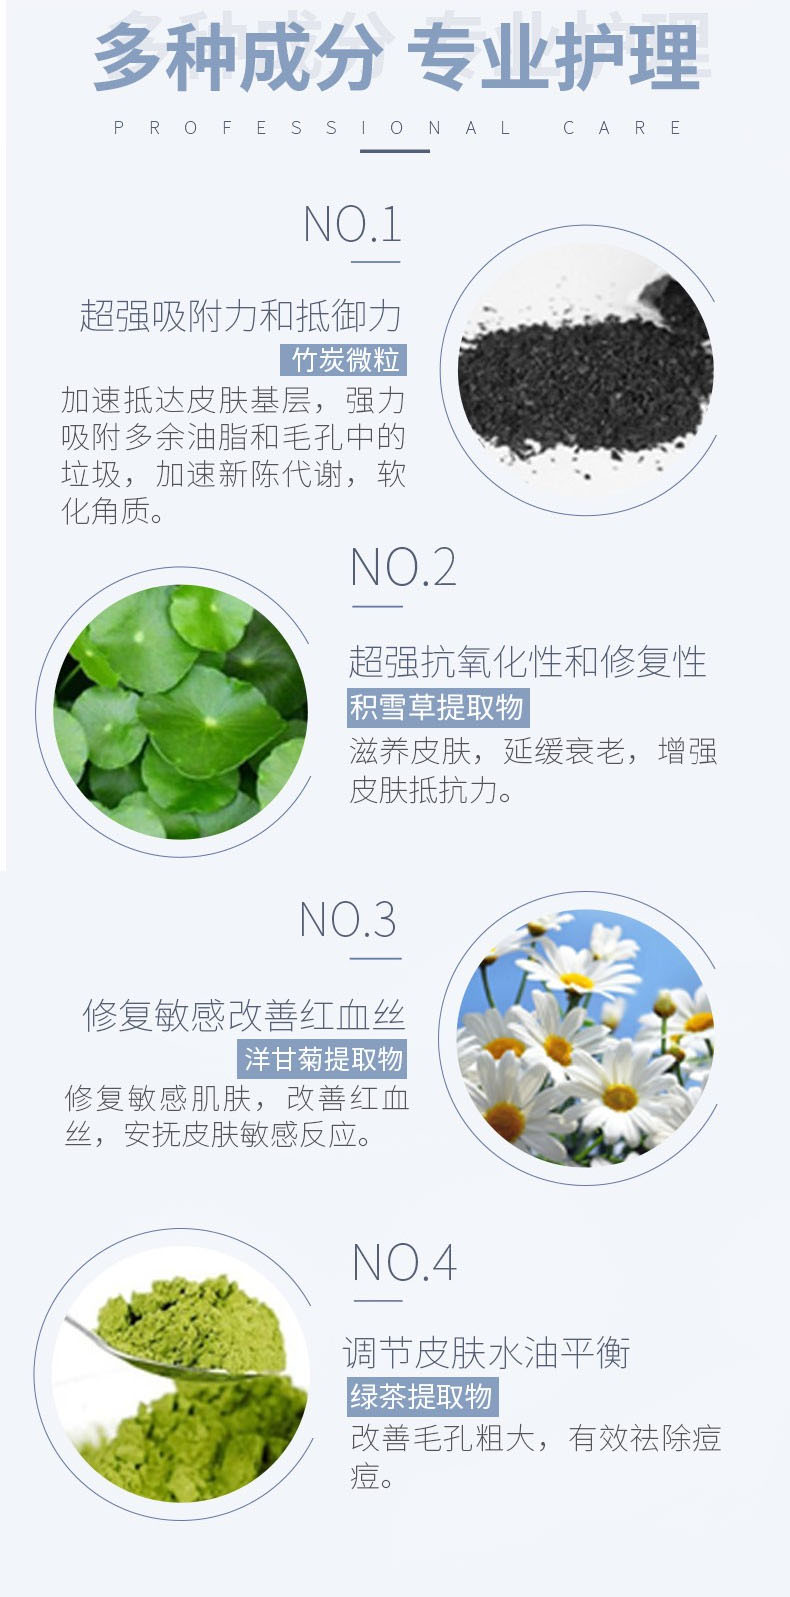 多种成分 专业护理
PROFESSIONAL CARE
NO.1
超强吸附力和抵御力
竹炭微粒
加速抵达皮肤基层，强力
吸附多余油脂和毛孔中的
垃圾，加速新陈代谢，软
化角质。
NO.2
超强抗氧化性和修复性
积雪草提取物
滋养皮肤，延缓衰老，增强
皮肤抵抗力。
NO.3
修复敏感改善红血丝
洋甘菊提取物
修复敏感肌肤，改善红血
丝，安抚皮肤敏感反应。
NO.4
调节皮肤水油平衡
绿茶提取物
改善毛孔粗大，有效祛除痘
痘。